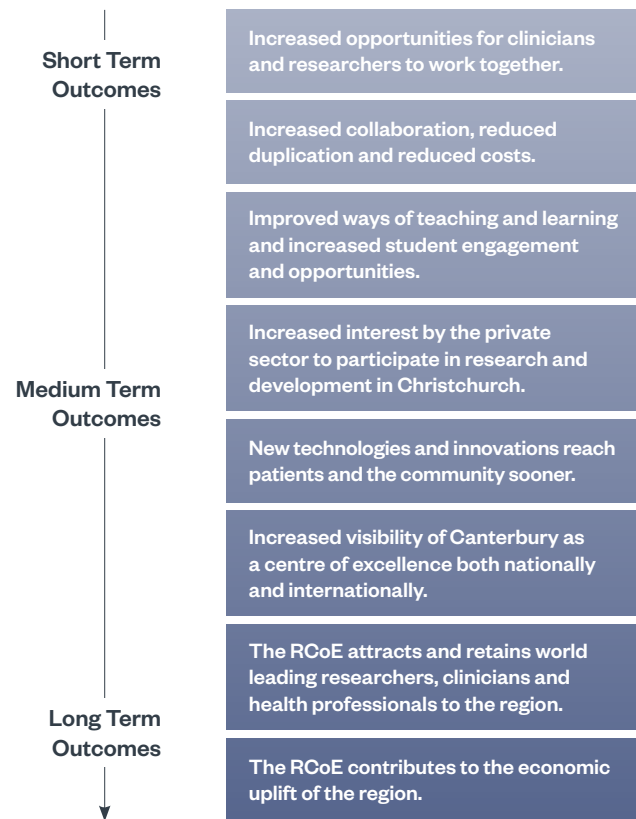 Short Term
Outcomes
Increased opportunities for clinicians
and researchers to work together.
Increased collaboration, reduced
duplication and reduced costs.
Improved ways of teaching and learning
and increased student engagement
and opportunities.
Medium Term
Outcomes
Increased interest by the private
sector to participate in research and
development in Christchurch.
New technologies and innovations reach
patients and the community sooner.
Increased visibility of Canterbury as
a centre of excellence both nationally
and internationally.
Long Term
Outcomes
The RCoE attracts and retains world
leading researchers, clinicians and
health professionals to the region.
The RCoE contributes to the economic
uplift of the region.